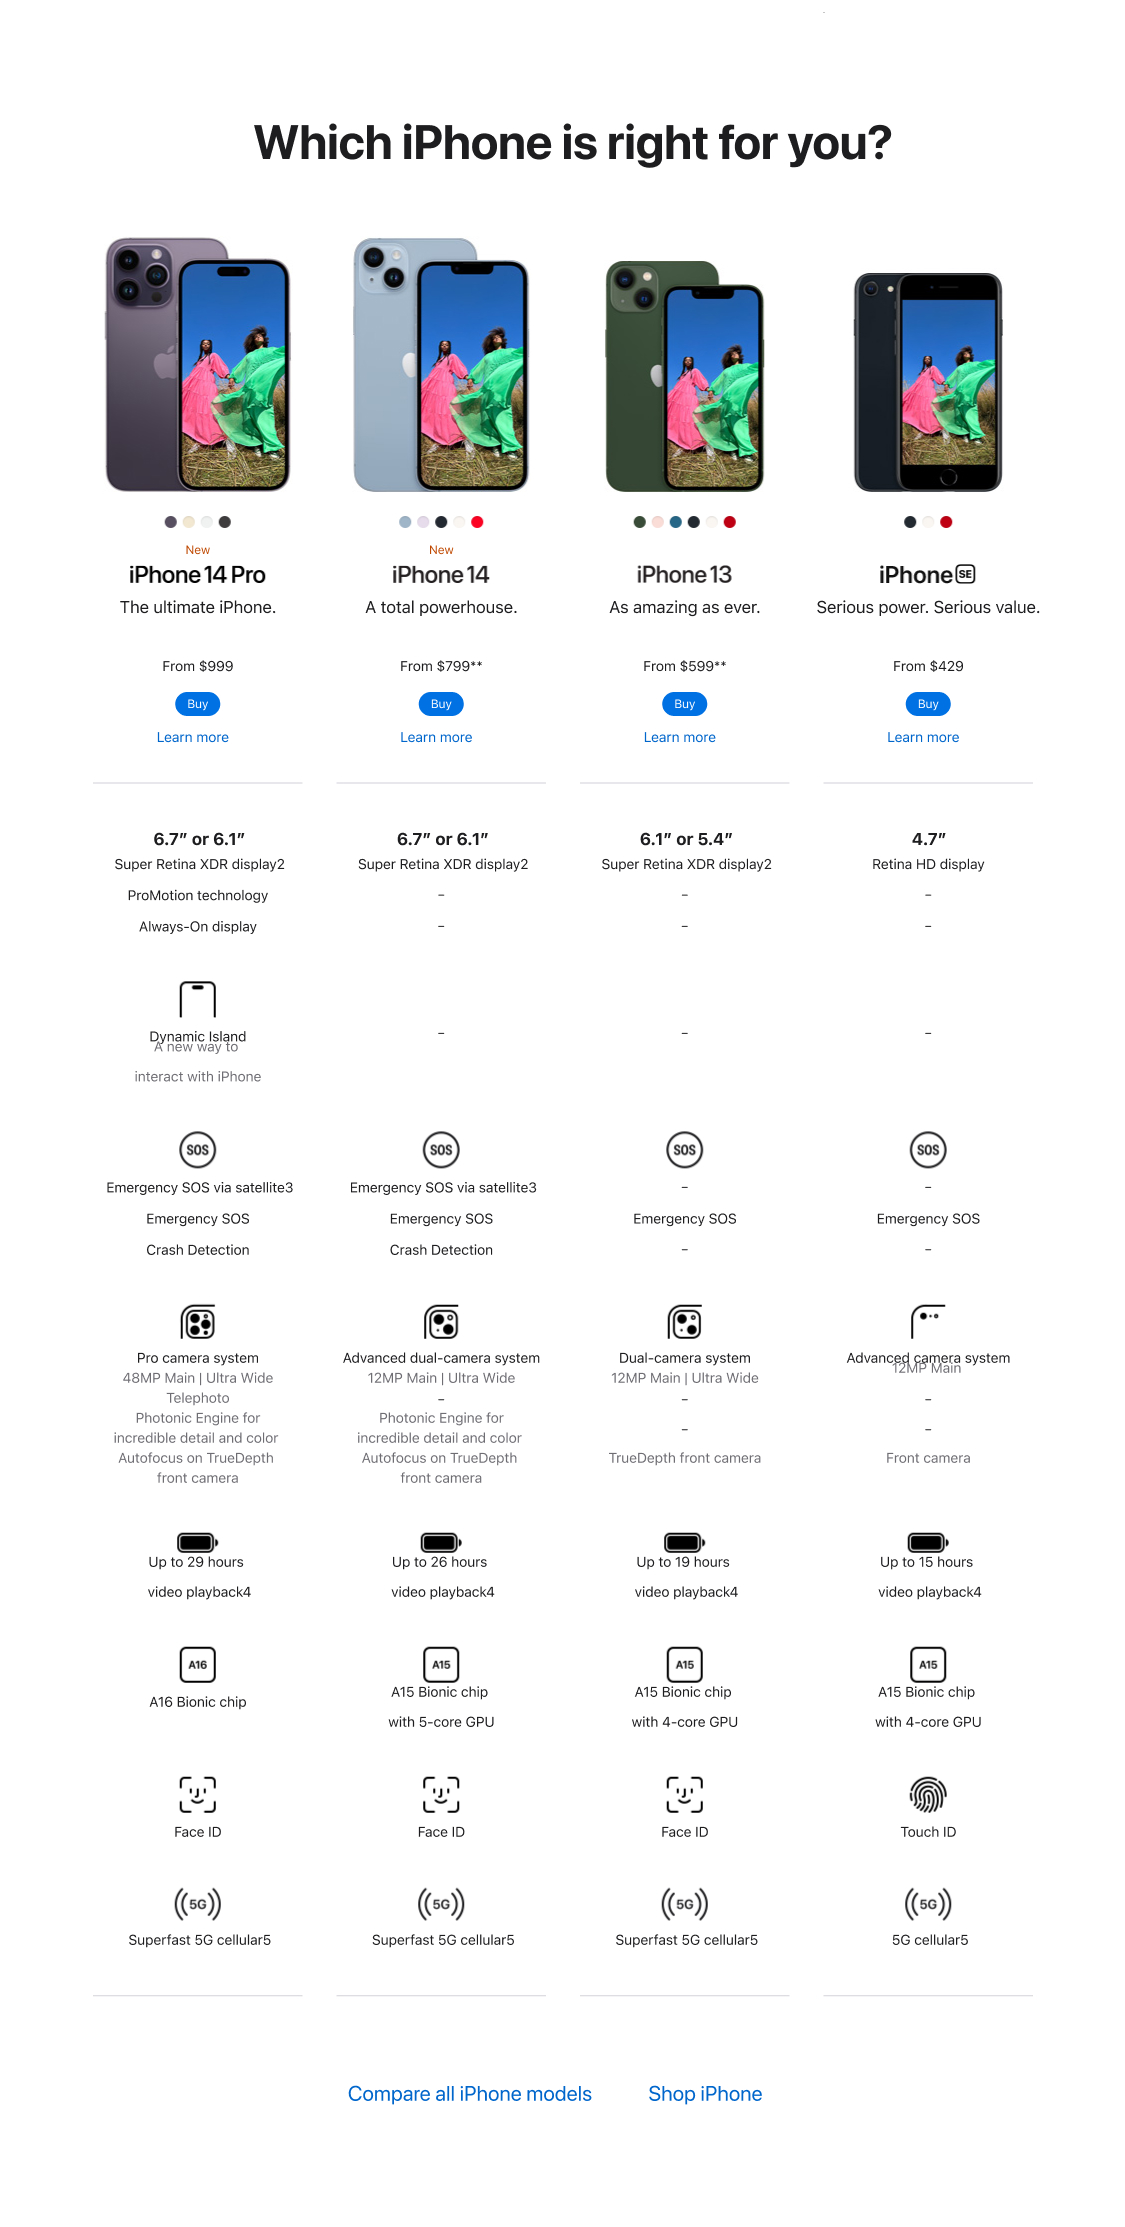 Which iPhone is right for you?
New
iPhone 14 Pro
The ultimate iPhone.
From $999
Buy
Learn more
New
iPhone 14
A total powerhouse.
From $799**
Buy
Learn more
iPhone 13
As amazing as ever.
From $599**
Buy
Learn more
iPhone SE
Serious power. Serious value.
From $429
Buy
Learn more
6.7″ or 6.1″
Super Retina XDR display2
ProMotion technology
Always-On display
6.7″ or 6.1″
Super Retina XDR display2
–
–
6.1″ or 5.4″
Super Retina XDR display2
–
–
4.7″
Retina HD display
–
–
Dynamic Island
A new way to
interact with iPhone
–
–
–
SOS
Emergency SOS via satellite3
Emergency SOS
Crash Detection
SOS
Emergency SOS via satellite3
Emergency SOS
Crash Detection
SOS
–
Emergency SOS
–
SOS
–
Emergency SOS
–
Pro camera system
48MP Main | Ultra Wide
Telephoto
Photonic Engine for
incredible detail and color
Autofocus on TrueDepth
front camera
Advanced dual-camera system
12MP Main | Ultra Wide
–
Photonic Engine for
incredible detail and color
Autofocus on TrueDepth
front camera
Dual-camera system
12MP Main | Ultra Wide
–
–
TrueDepth front camera
Advanced camera system
12MP Main
–
–
Front camera
Up to 29 hours
video playback4
Up to 26 hours
video playback4
Up to 19 hours
video playback4
Up to 15 hours
video playback4
A16
A16 Bionic chip
A15
A15 Bionic chip
with 5-core GPU
A15
A15 Bionic chip
with 4-core GPU
A15
A15 Bionic chip
with 4-core GPU
Face ID
Face ID
Face ID
Touch ID
5G
Superfast 5G cellular5
5G
Superfast 5G cellular5
5G
Superfast 5G cellular5
5G
5G cellular5
Compare all iPhone models
Shop iPhone